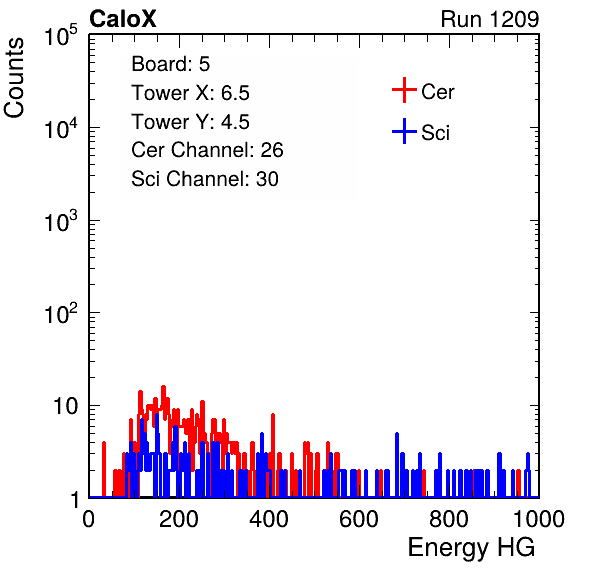 CaloX Run 1209
Counts
Board: 5
Tower X: 6.5
Tower Y: 4.5
Cer Channel: 26
Sci Channel: 30
Cer
Sci
10^5
10^4
10^3
10^2
10
1
0 200 400 600 800 1000
Energy HG